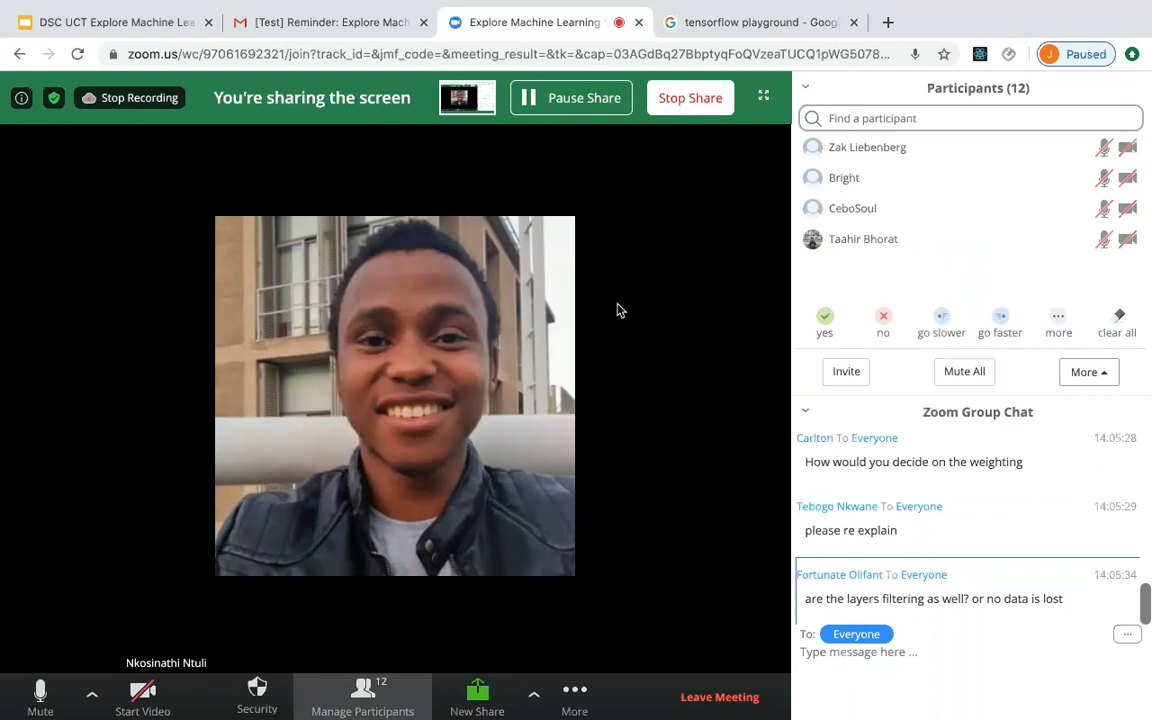 DSC UCT Explore Machine Lea
[Test] Reminder: Explore Mach
Explore Machine Learning
tensorflow playground - Goog
zoom.us/wc/97061692321/join?track_id=&jmf_code=&meeting_result=&tk=&cap=03AGdBq27BbptyqFoQVzeaTUCQ1pWG5078...
J Paused
Stop Recording
You're sharing the screen
Pause Share
Stop Share
Participants (12)
Find a participant
Zak Liebenberg
Bright
CeboSoul
Taahir Bhorat
yes no go slower go faster more clear all
Invite Mute All More
Zoom Group Chat
Carlton To Everyone 14:05:28
How would you decide on the weighting
Tebogo Nkwane To Everyone 14:05:29
please re explain
Fortunate Olifant To Everyone 14:05:34
are the layers filtering as well? or no data is lost
To: Everyone ...
Type message here ...
Nkosinathi Ntuli
12
Mute Start Video Security Manage Participants New Share More Leave Meeting